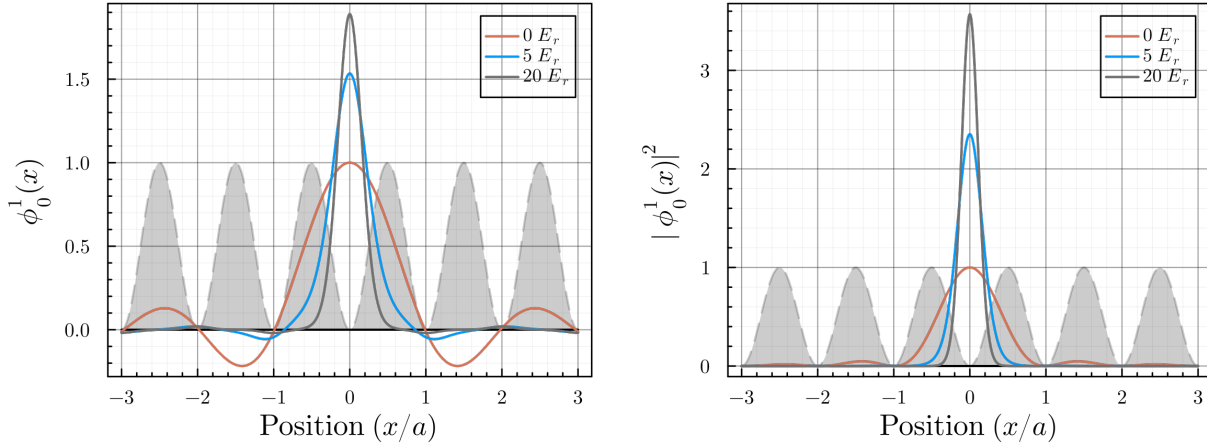 0 E_r
5 E_r
20 E_r
1.5
1.0
0.5
0.0
ϕ_0^1(x)
−3 −2 −1 0 1 2 3
Position (x/a)
0 E_r
5 E_r
20 E_r
3
2
1
0
| ϕ_0^1(x)|^2
−3 −2 −1 0 1 2 3
Position (x/a)